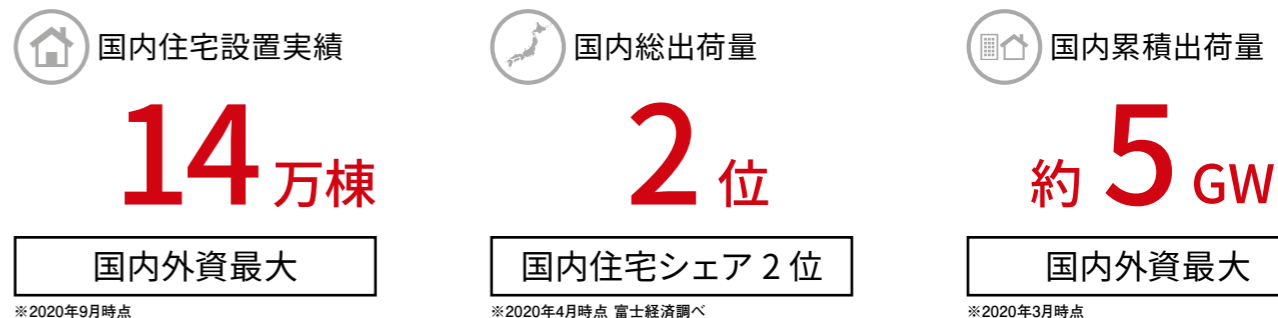 国内住宅設置実績
14万棟
国内外資最大
※2020年9月時点
国内総出荷量
2位
国内住宅シェア2位
※2020年4月時点 富士経済調べ
国内累積出荷量
約5GW
国内外資最大
※2020年3月時点